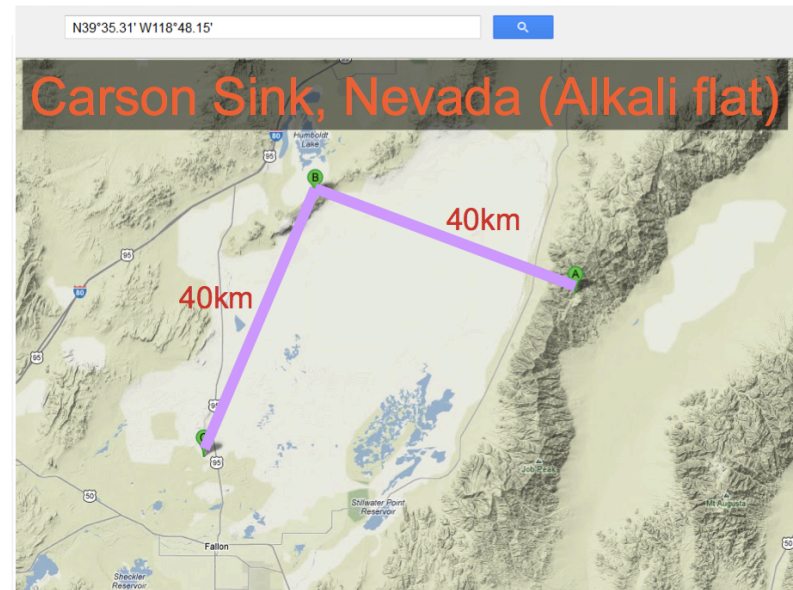 N39°35.31' W118°48.15'
Carson Sink, Nevada (Alkali flat)
80
Humboldt
Lake
95
B
40km
95
A
80
40km
95
95
C
95
Job Peak
50
Stillwater Point
Reservoir
Mt Augusta
Fallon
50
Sheckler
Reservoir